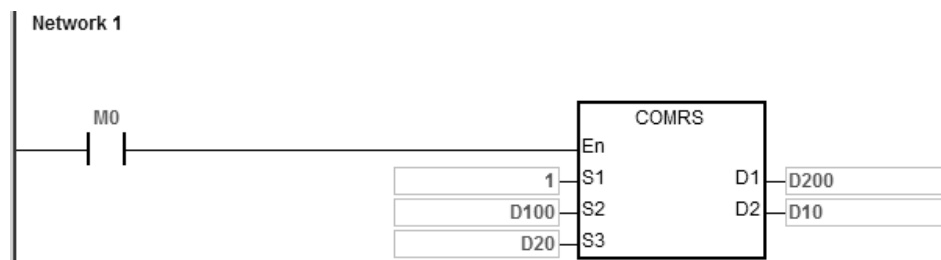 Network 1
M0
COMRS
En
1 S1 D1 D200
D100 S2 D2 D10
D20 S3